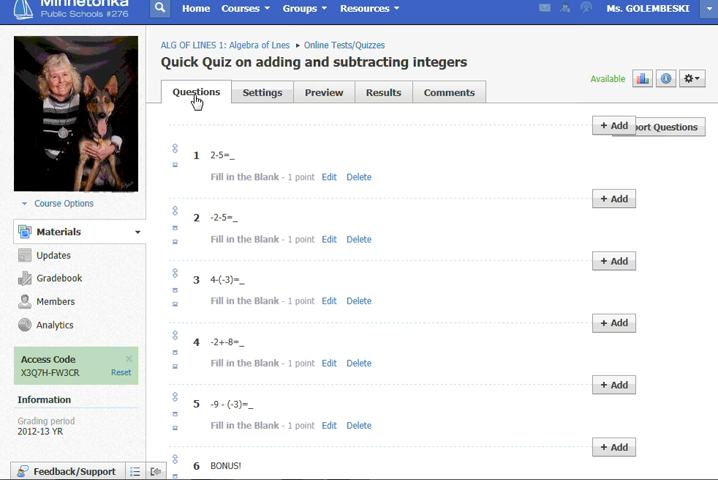 Minnetonka
Public Schools #276
Home Courses Groups Resources Ms. GOLEMBESKI
ALG OF LINES 1: Algebra of Lnes ▸ Online Tests/Quizzes
Quick Quiz on adding and subtracting integers
Available
Questions Settings Preview Results Comments
+ Add port Questions
1 2-5=_
Fill in the Blank - 1 point Edit Delete
+ Add
2 -2-5=_
Fill in the Blank - 1 point Edit Delete
+ Add
3 4-(-3)=_
Fill in the Blank - 1 point Edit Delete
+ Add
4 -2+-8=_
Fill in the Blank - 1 point Edit Delete
+ Add
5 -9 - (-3)=_
Fill in the Blank - 1 point Edit Delete
+ Add
6 BONUS!
Course Options
Materials
Updates
Gradebook
Members
Analytics
Access Code
X3Q7H-FW3CR Reset
Information
Grading period
2012-13 YR
Feedback/Support